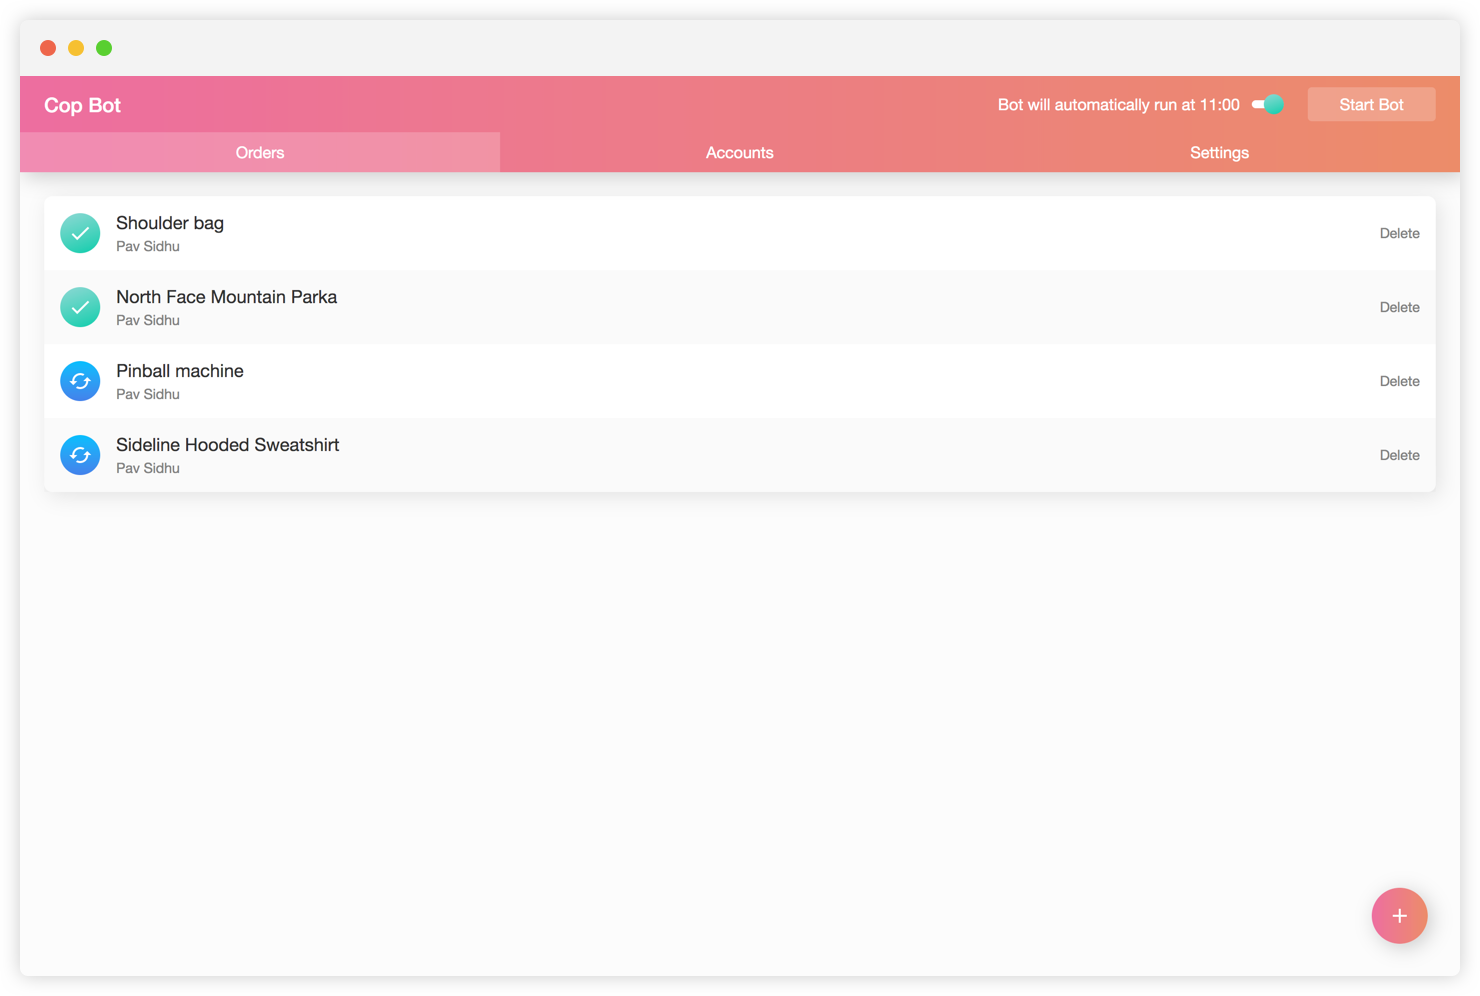 Cop Bot
Bot will automatically run at 11:00
Start Bot
Orders
Accounts
Settings
Shoulder bag
Pav Sidhu
Delete
North Face Mountain Parka
Pav Sidhu
Delete
Pinball machine
Pav Sidhu
Delete
Sideline Hooded Sweatshirt
Pav Sidhu
Delete
+